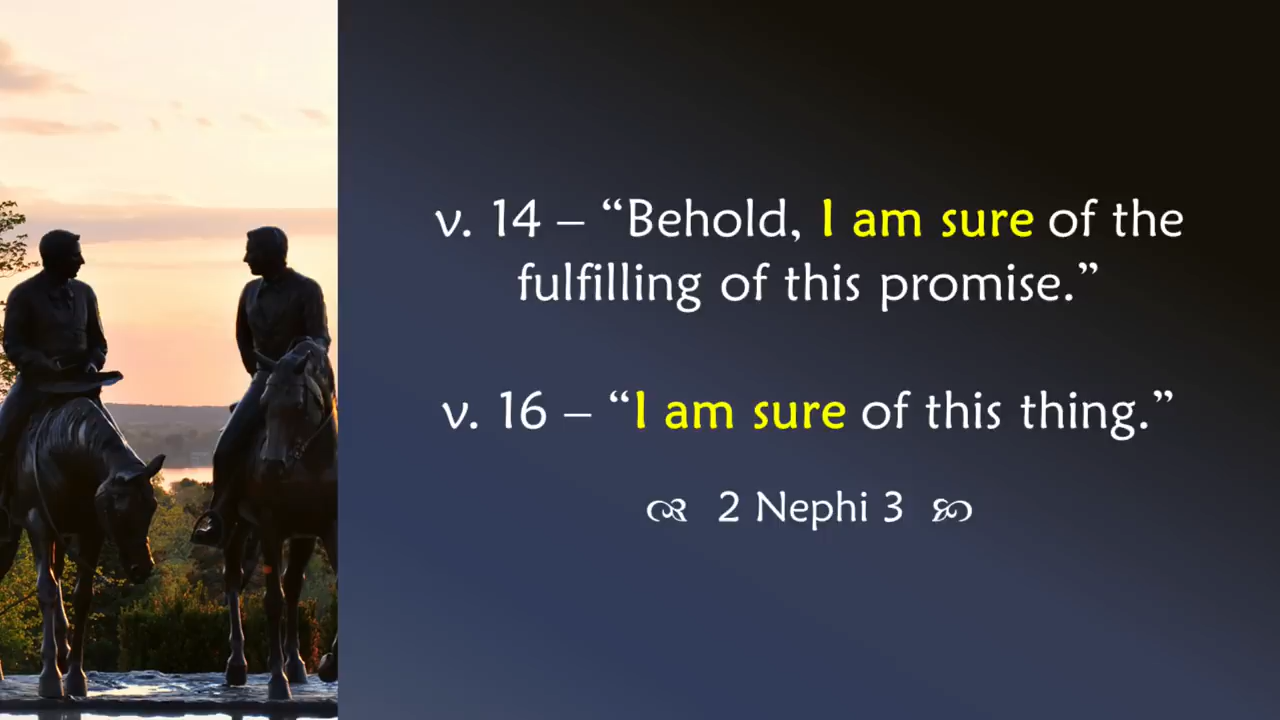 v. 14 – “Behold, I am sure of the
fulfilling of this promise.”
v. 16 – “I am sure of this thing.”
2 Nephi 3